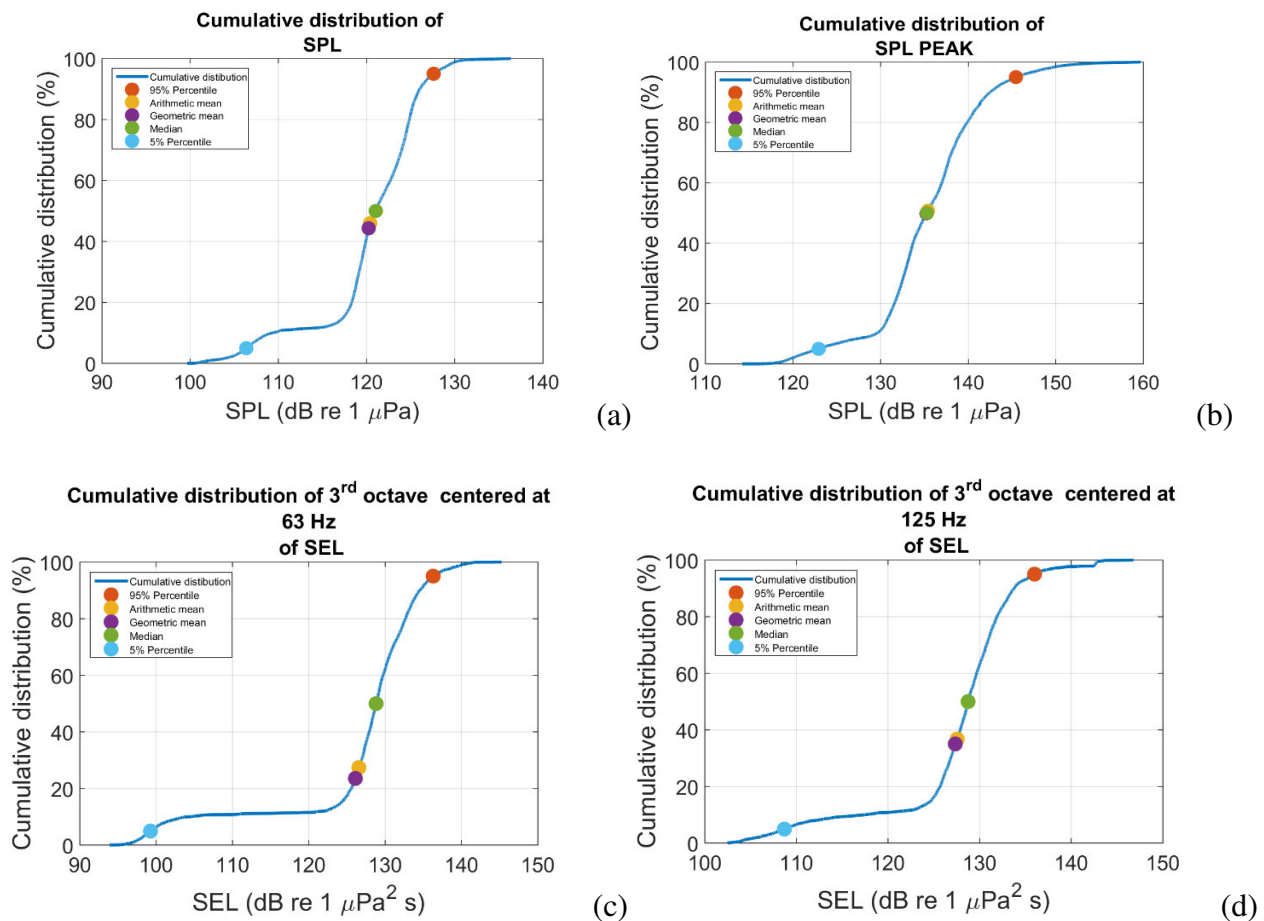 Cumulative distribution of
SPL
Cumulative distribution (%)
100
80
60
40
20
0
Cumulative distibution
95% Percentile
Arithmetic mean
Geometric mean
Median
5% Percentile
90 100 110 120 130 140
SPL (dB re 1 μPa)
(a)
Cumulative distribution of
SPL PEAK
Cumulative distribution (%)
100
80
60
40
20
0
Cumulative distibution
95% Percentile
Arithmetic mean
Geometric mean
Median
5% Percentile
110 120 130 140 150 160
SPL (dB re 1 μPa)
(b)
Cumulative distribution of 3rd octave centered at
63 Hz
of SEL
Cumulative distribution (%)
100
80
60
40
20
0
Cumulative distribution
95% Percentile
Arithmetic mean
Geometric mean
Median
5% Percentile
90 100 110 120 130 140 150
SEL (dB re 1 μPa² s)
(c)
Cumulative distribution of 3rd octave centered at
125 Hz
of SEL
Cumulative distribution (%)
100
80
60
40
20
0
Cumulative distribution
95% Percentile
Arithmetic mean
Geometric mean
Median
5% Percentile
100 110 120 130 140 150
SEL (dB re 1 μPa² s)
(d)